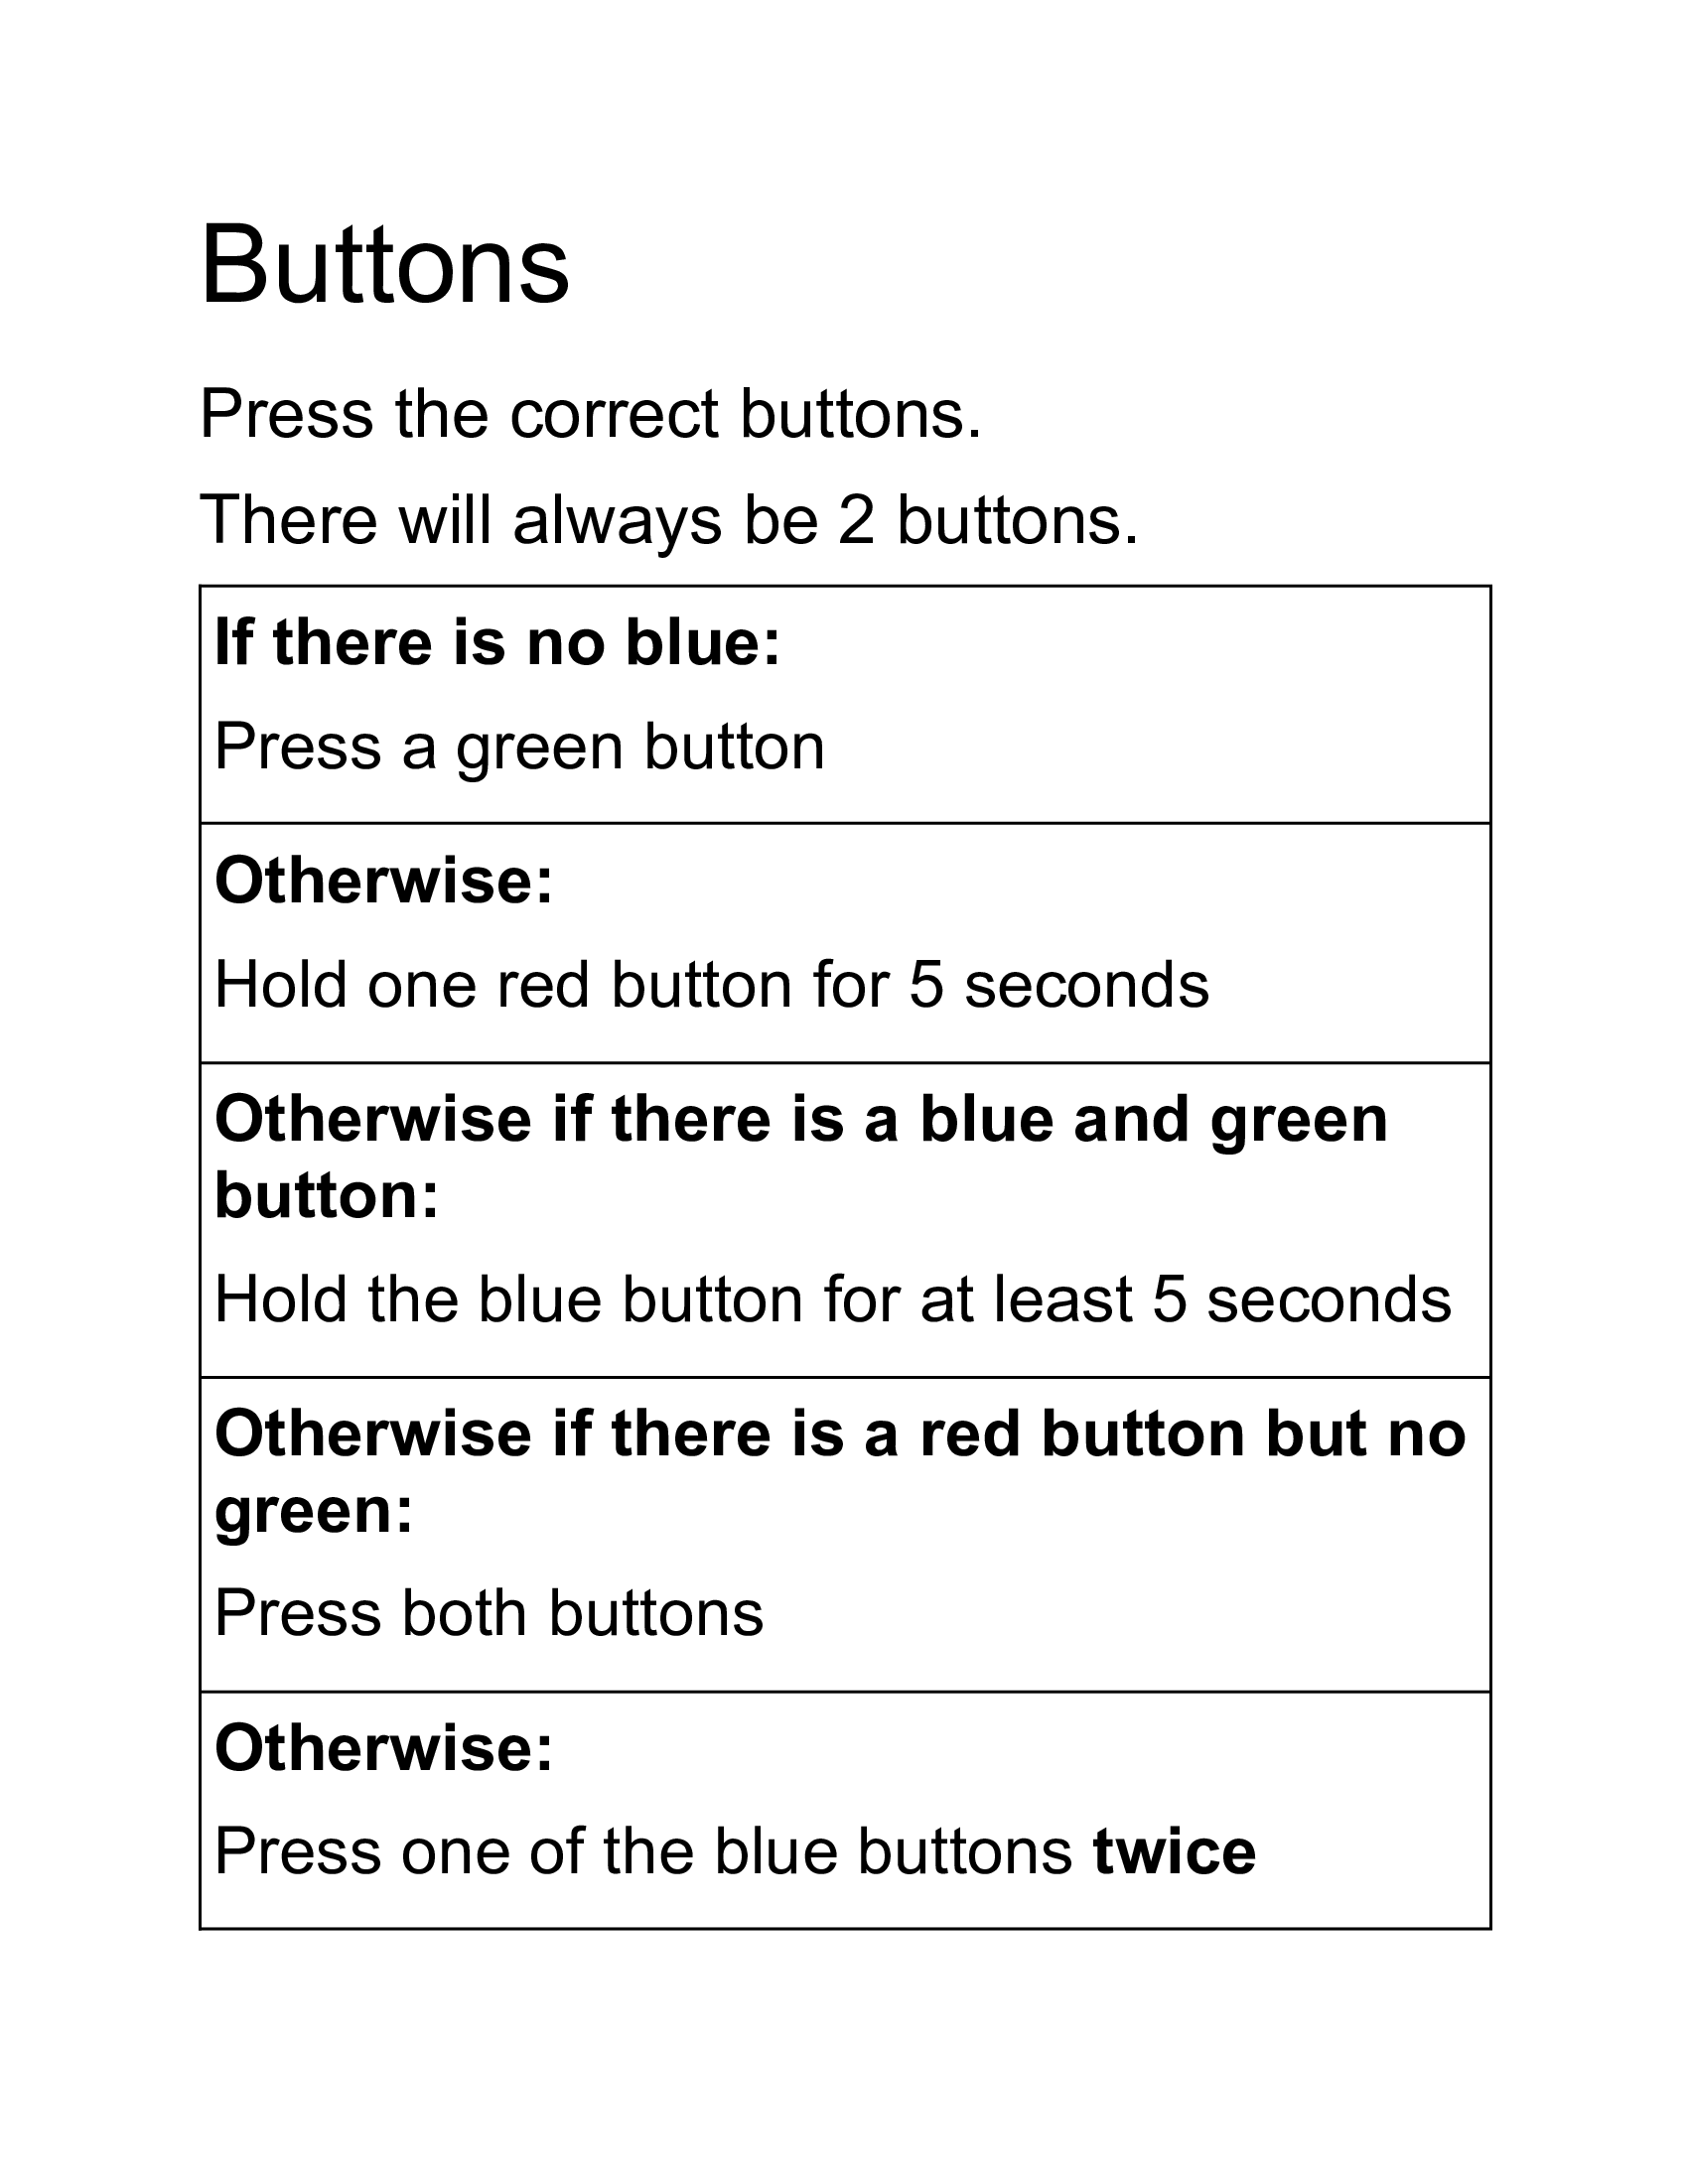 Buttons
Press the correct buttons.
There will always be 2 buttons.
If there is no blue:
Press a green button
Otherwise:
Hold one red button for 5 seconds
Otherwise if there is a blue and green
button:
Hold the blue button for at least 5 seconds
Otherwise if there is a red button but no
green:
Press both buttons
Otherwise:
Press one of the blue buttons twice